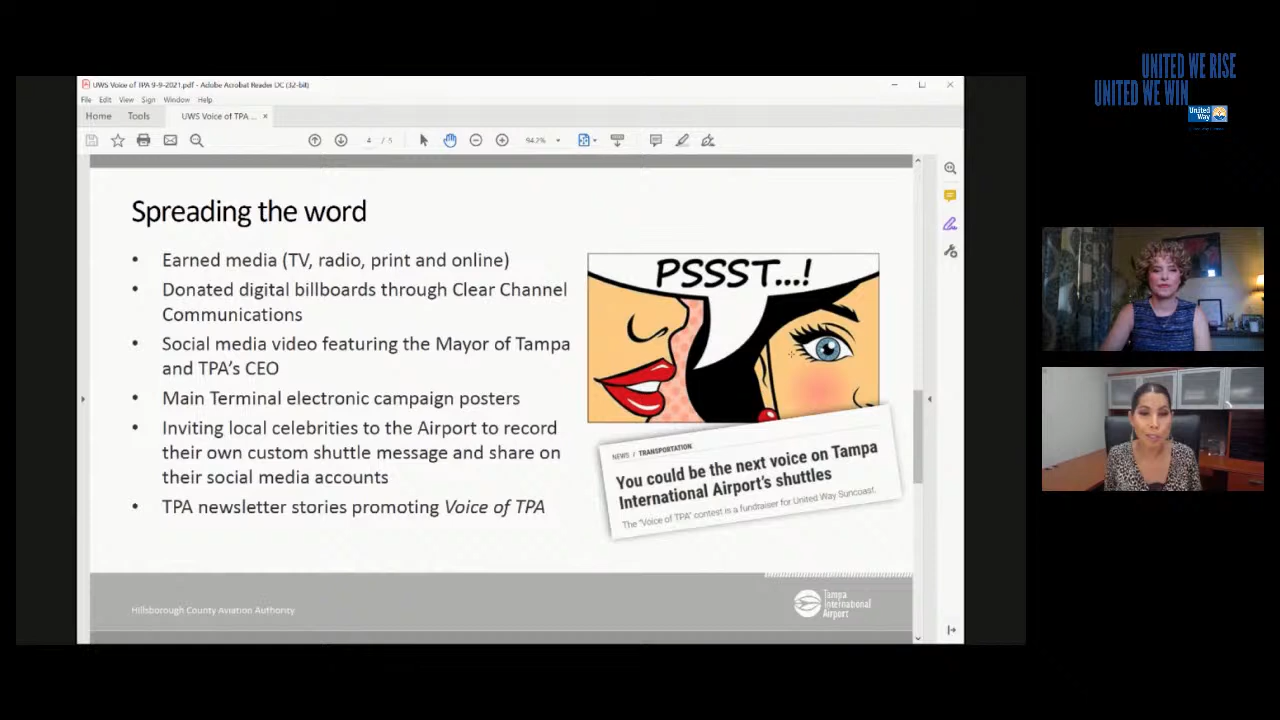 UNITED WE RISE
UNITED WE WIN
United
Way
UWS Voice of TPA 9-9-2021.pdf - Adobe Acrobat Reader DC (32-bit)
File Edit View Sign Window Help
Home Tools UWS Voice of TPA ... ×
4 / 5 94.2%
Spreading the word
• Earned media (TV, radio, print and online)
• Donated digital billboards through Clear Channel
Communications
• Social media video featuring the Mayor of Tampa
and TPA's CEO
• Main Terminal electronic campaign posters
• Inviting local celebrities to the Airport to record
their own custom shuttle message and share on
their social media accounts
• TPA newsletter stories promoting Voice of TPA
PSSST...!
NEWS / TRANSPORTATION
You could be the next voice on Tampa
International Airport's shuttles
The "Voice of TPA" contest is a fundraiser for United Way Suncoast.
Hillsborough County Aviation Authority
Tampa
International
Airport